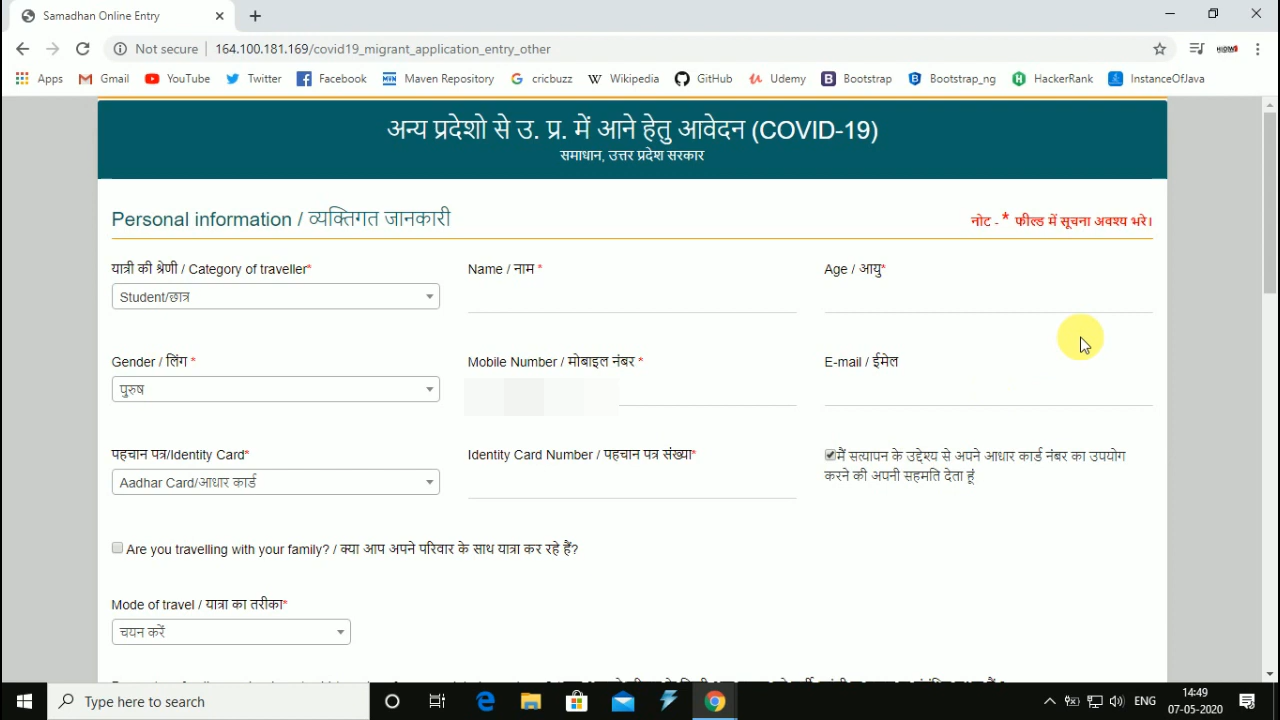 Samadhan Online Entry
Not secure 164.100.181.169/covid19_migrant_application_entry_other
Apps Gmail YouTube Twitter Facebook Maven Repository cricbuzz Wikipedia GitHub Udemy Bootstrap Bootstrap_ng HackerRank InstanceOfJava
अन्य प्रदेशो से उ. प्र. में आने हेतु आवेदन (COVID-19)
समाधान, उत्तर प्रदेश सरकार
Personal information / व्यक्तिगत जानकारी
नोट - * फील्ड में सूचना अवश्य भरे।
यात्री की श्रेणी / Category of traveller* Name / नाम * Age / आयु*
Student/छात्र
Gender / लिंग * Mobile Number / मोबाइल नंबर * E-mail / ईमेल
पुरुष
पहचान पत्र/Identity Card* Identity Card Number / पहचान पत्र संख्या* मैं सत्यापन के उद्देश्य से अपने आधार कार्ड नंबर का उपयोग
Aadhar Card/आधार कार्ड करने की अपनी सहमति देता हूं
Are you travelling with your family? / क्या आप अपने परिवार के साथ यात्रा कर रहे हैं?
Mode of travel / यात्रा का तरीका*
चयन करें
Type here to search
ENG
14:49
07-05-2020